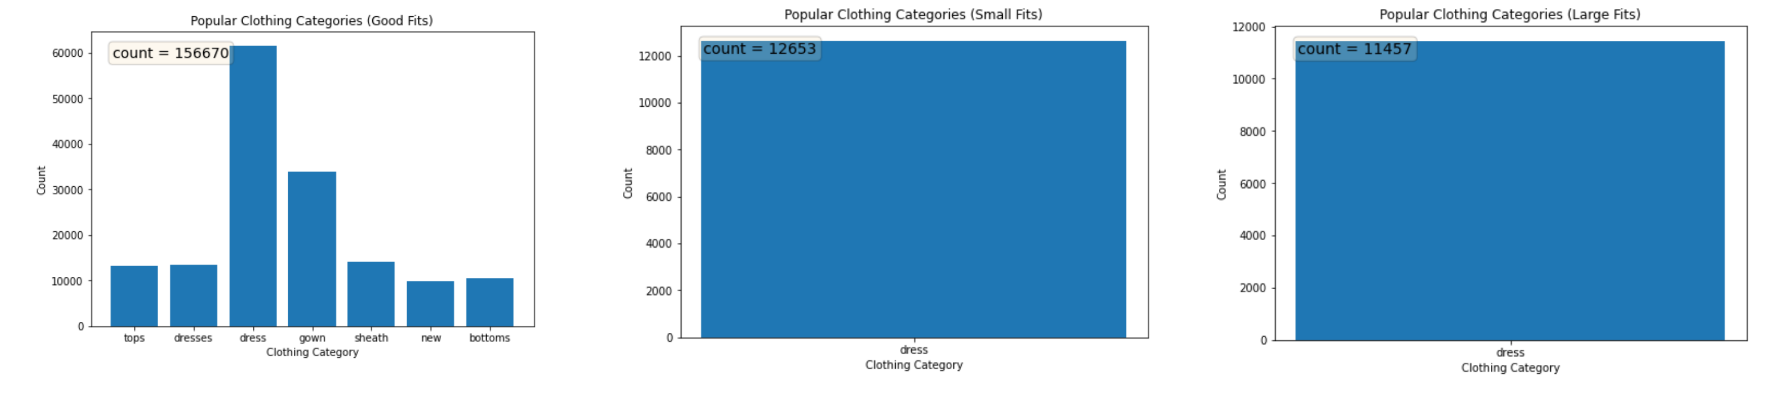 Popular Clothing Categories (Good Fits)
count = 156670
60000
50000
40000
30000
20000
10000
0
Count
tops dresses dress gown sheath new bottoms
Clothing Category
Popular Clothing Categories (Small Fits)
count = 12653
12000
10000
8000
6000
4000
2000
0
Count
dress
Clothing Category
Popular Clothing Categories (Large Fits)
count = 11457
12000
10000
8000
6000
4000
2000
0
Count
dress
Clothing Category